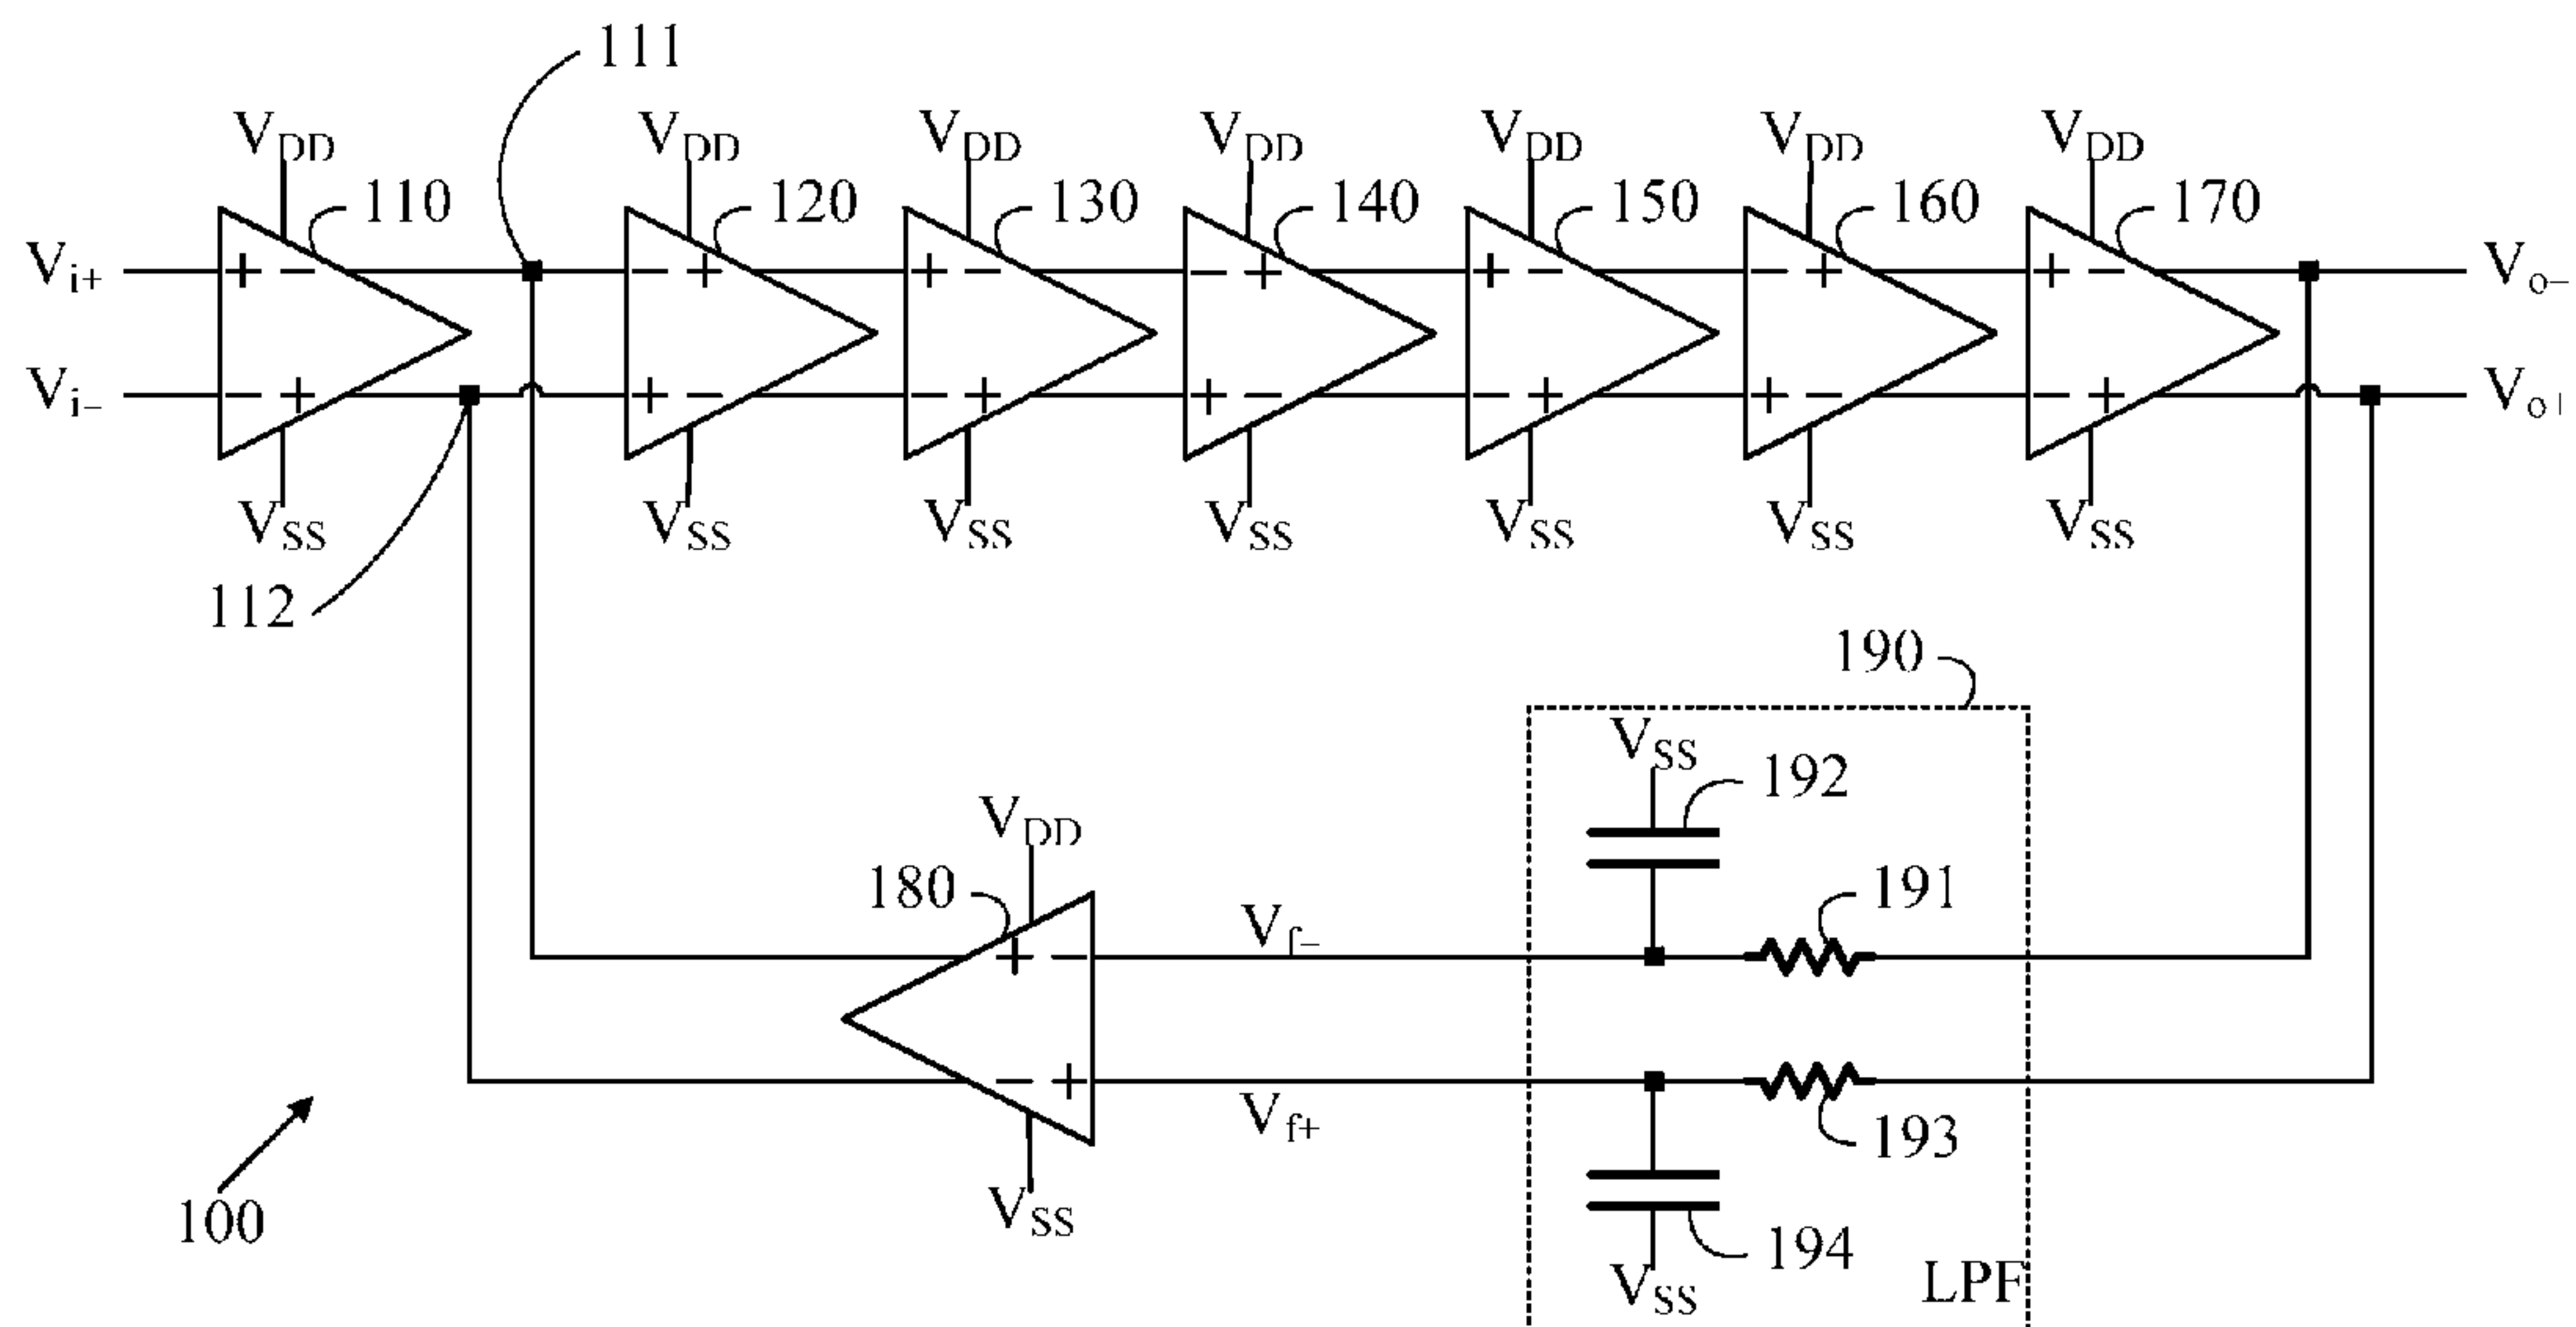 111
V_DD V_DD V_DD V_DD V_DD V_DD V_DD
110 120 130 140 150 160 170
V_i+ + − − + + − − + + − − + + − V_o−
V_i− − + + − − + + − − + + − − + V_o+
V_SS V_SS V_SS V_SS V_SS V_SS V_SS
112
190
V_SS
192
V_DD
180 191
V_f−
+ −
− +
V_f+
193
V_SS
194
100
V_SS
LPF